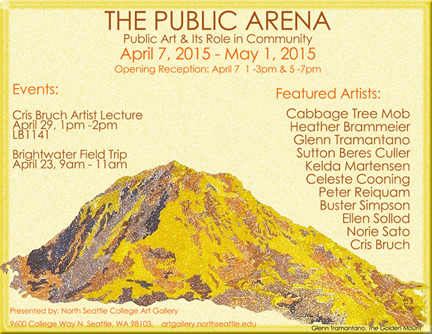 THE PUBLIC ARENA
Public Art & Its Role in Community
April 7, 2015 - May 1, 2015
Opening Reception: April 7 1 -3pm & 5 -7pm
Events:
Cris Bruch Artist Lecture
April 29, 1pm -2pm
LB1141
Brightwater Field Trip
April 23, 9am - 11am
Featured Artists:
Cabbage Tree Mob
Heather Brammeier
Glenn Tramantano
Sutton Beres Culler
Kelda Martensen
Celeste Cooning
Peter Reiquam
Buster Simpson
Ellen Sollod
Norie Sato
Cris Bruch
Presented by: North Seattle College Art Gallery
9600 College Way N. Seattle, WA 98103. artgallery.northseattle.edu
Glenn Tramantano, The Golden Mount